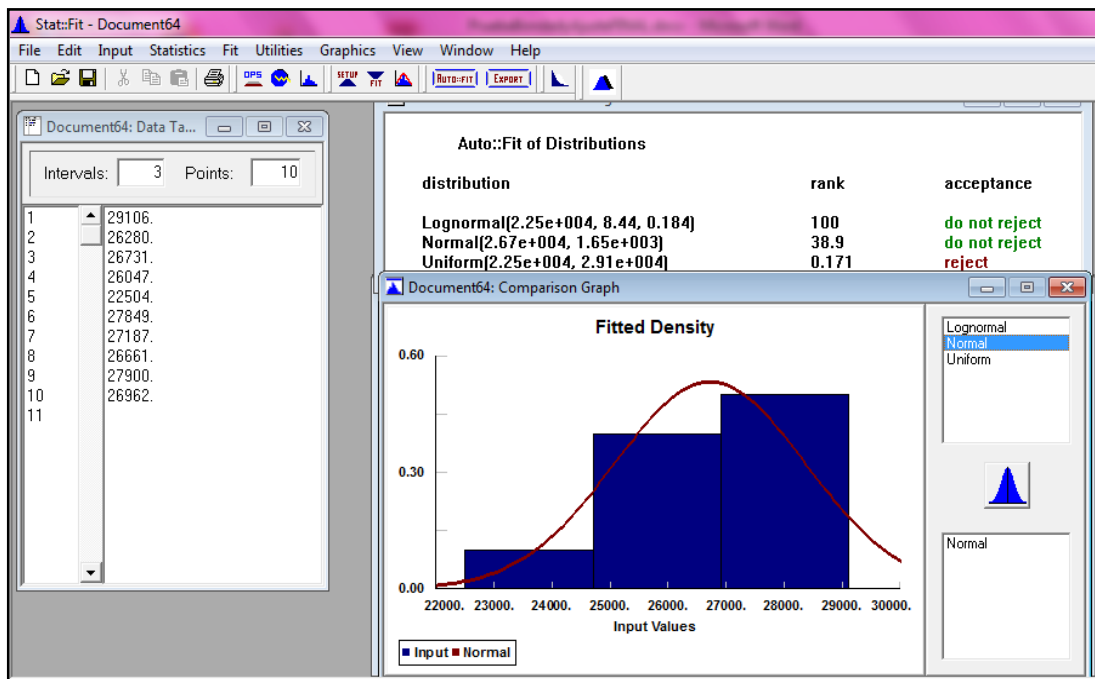 Stat::Fit - Document64
File Edit Input Statistics Fit Utilities Graphics View Window Help
OPS SETUP FIT AUTO::FIT EXPORT
Document64: Data Ta...
Intervals: 3 Points: 10
1 29106.
2 26280.
3 26731.
4 26047.
5 22504.
6 27849.
7 27187.
8 26661.
9 27900.
10 26962.
11
Auto::Fit of Distributions
distribution rank acceptance
Lognormal(2.25e+004, 8.44, 0.184) 100 do not reject
Normal(2.67e+004, 1.65e+003) 38.9 do not reject
Uniform(2.25e+004, 2.91e+004) 0.171 reject
Document64: Comparison Graph
Fitted Density
0.60
0.30
0.00
22000. 23000. 24000. 25000. 26000. 27000. 28000. 29000. 30000.
Input Values
Input Normal
Lognormal
Normal
Uniform
Normal